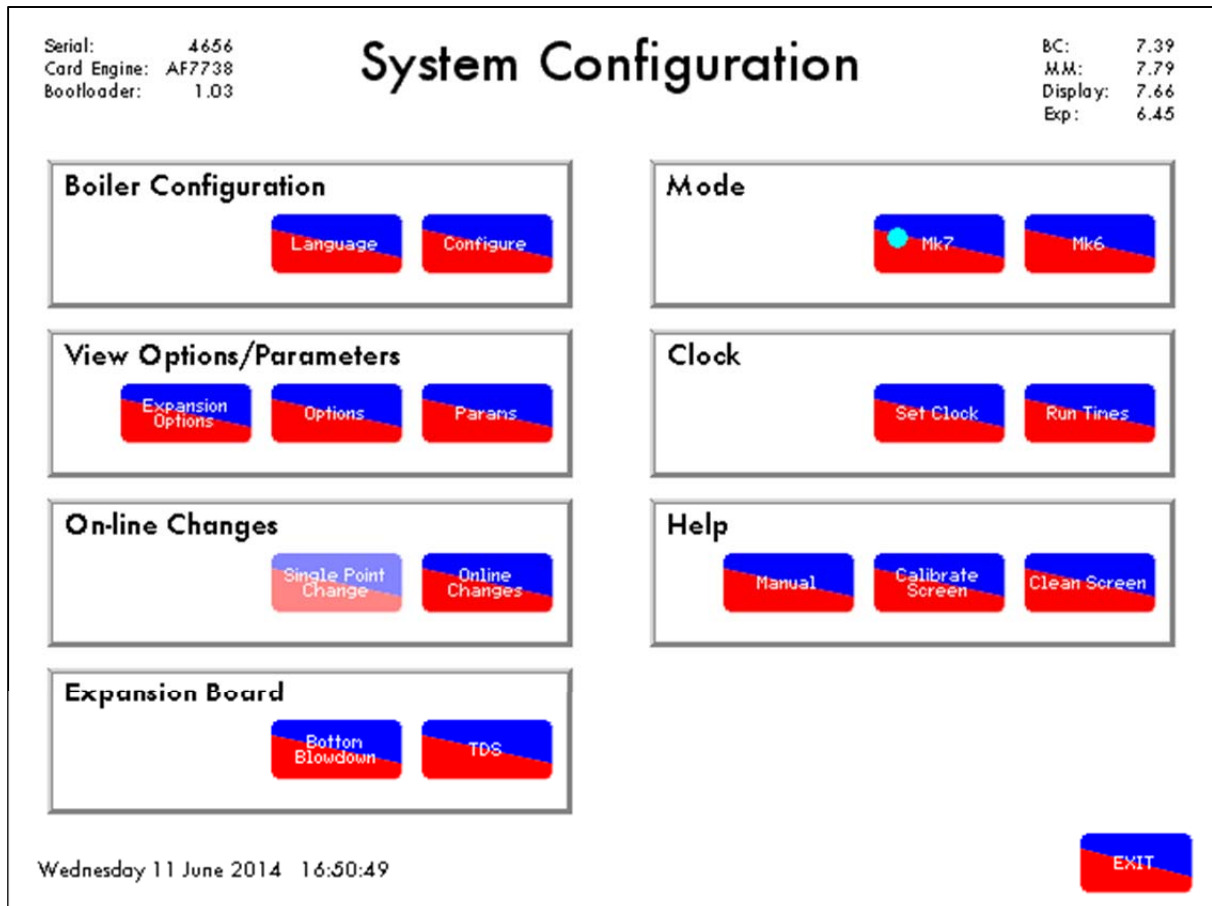 Serial: 4656
Card Engine: AF7738
Bootloader: 1.03
System Configuration
BC: 7.39
MM: 7.79
Display: 7.66
Exp: 6.45
Boiler Configuration
Language
Configure
Mode
Mk7
Mk6
View Options/Parameters
Expansion
Options
Options
Params
Clock
Set Clock
Run Times
On-line Changes
Single Point
Change
Online
Changes
Help
Manual
Calibrate
Screen
Clean Screen
Expansion Board
Bottom
Blowdown
TDS
Wednesday 11 June 2014 16:50:49
EXIT